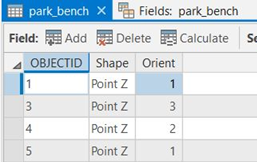 park_bench Fields: park_bench
Field: Add Delete Calculate
OBJECTID Shape Orient
1 Point Z 1
3 Point Z 3
4 Point Z 2
5 Point Z 1